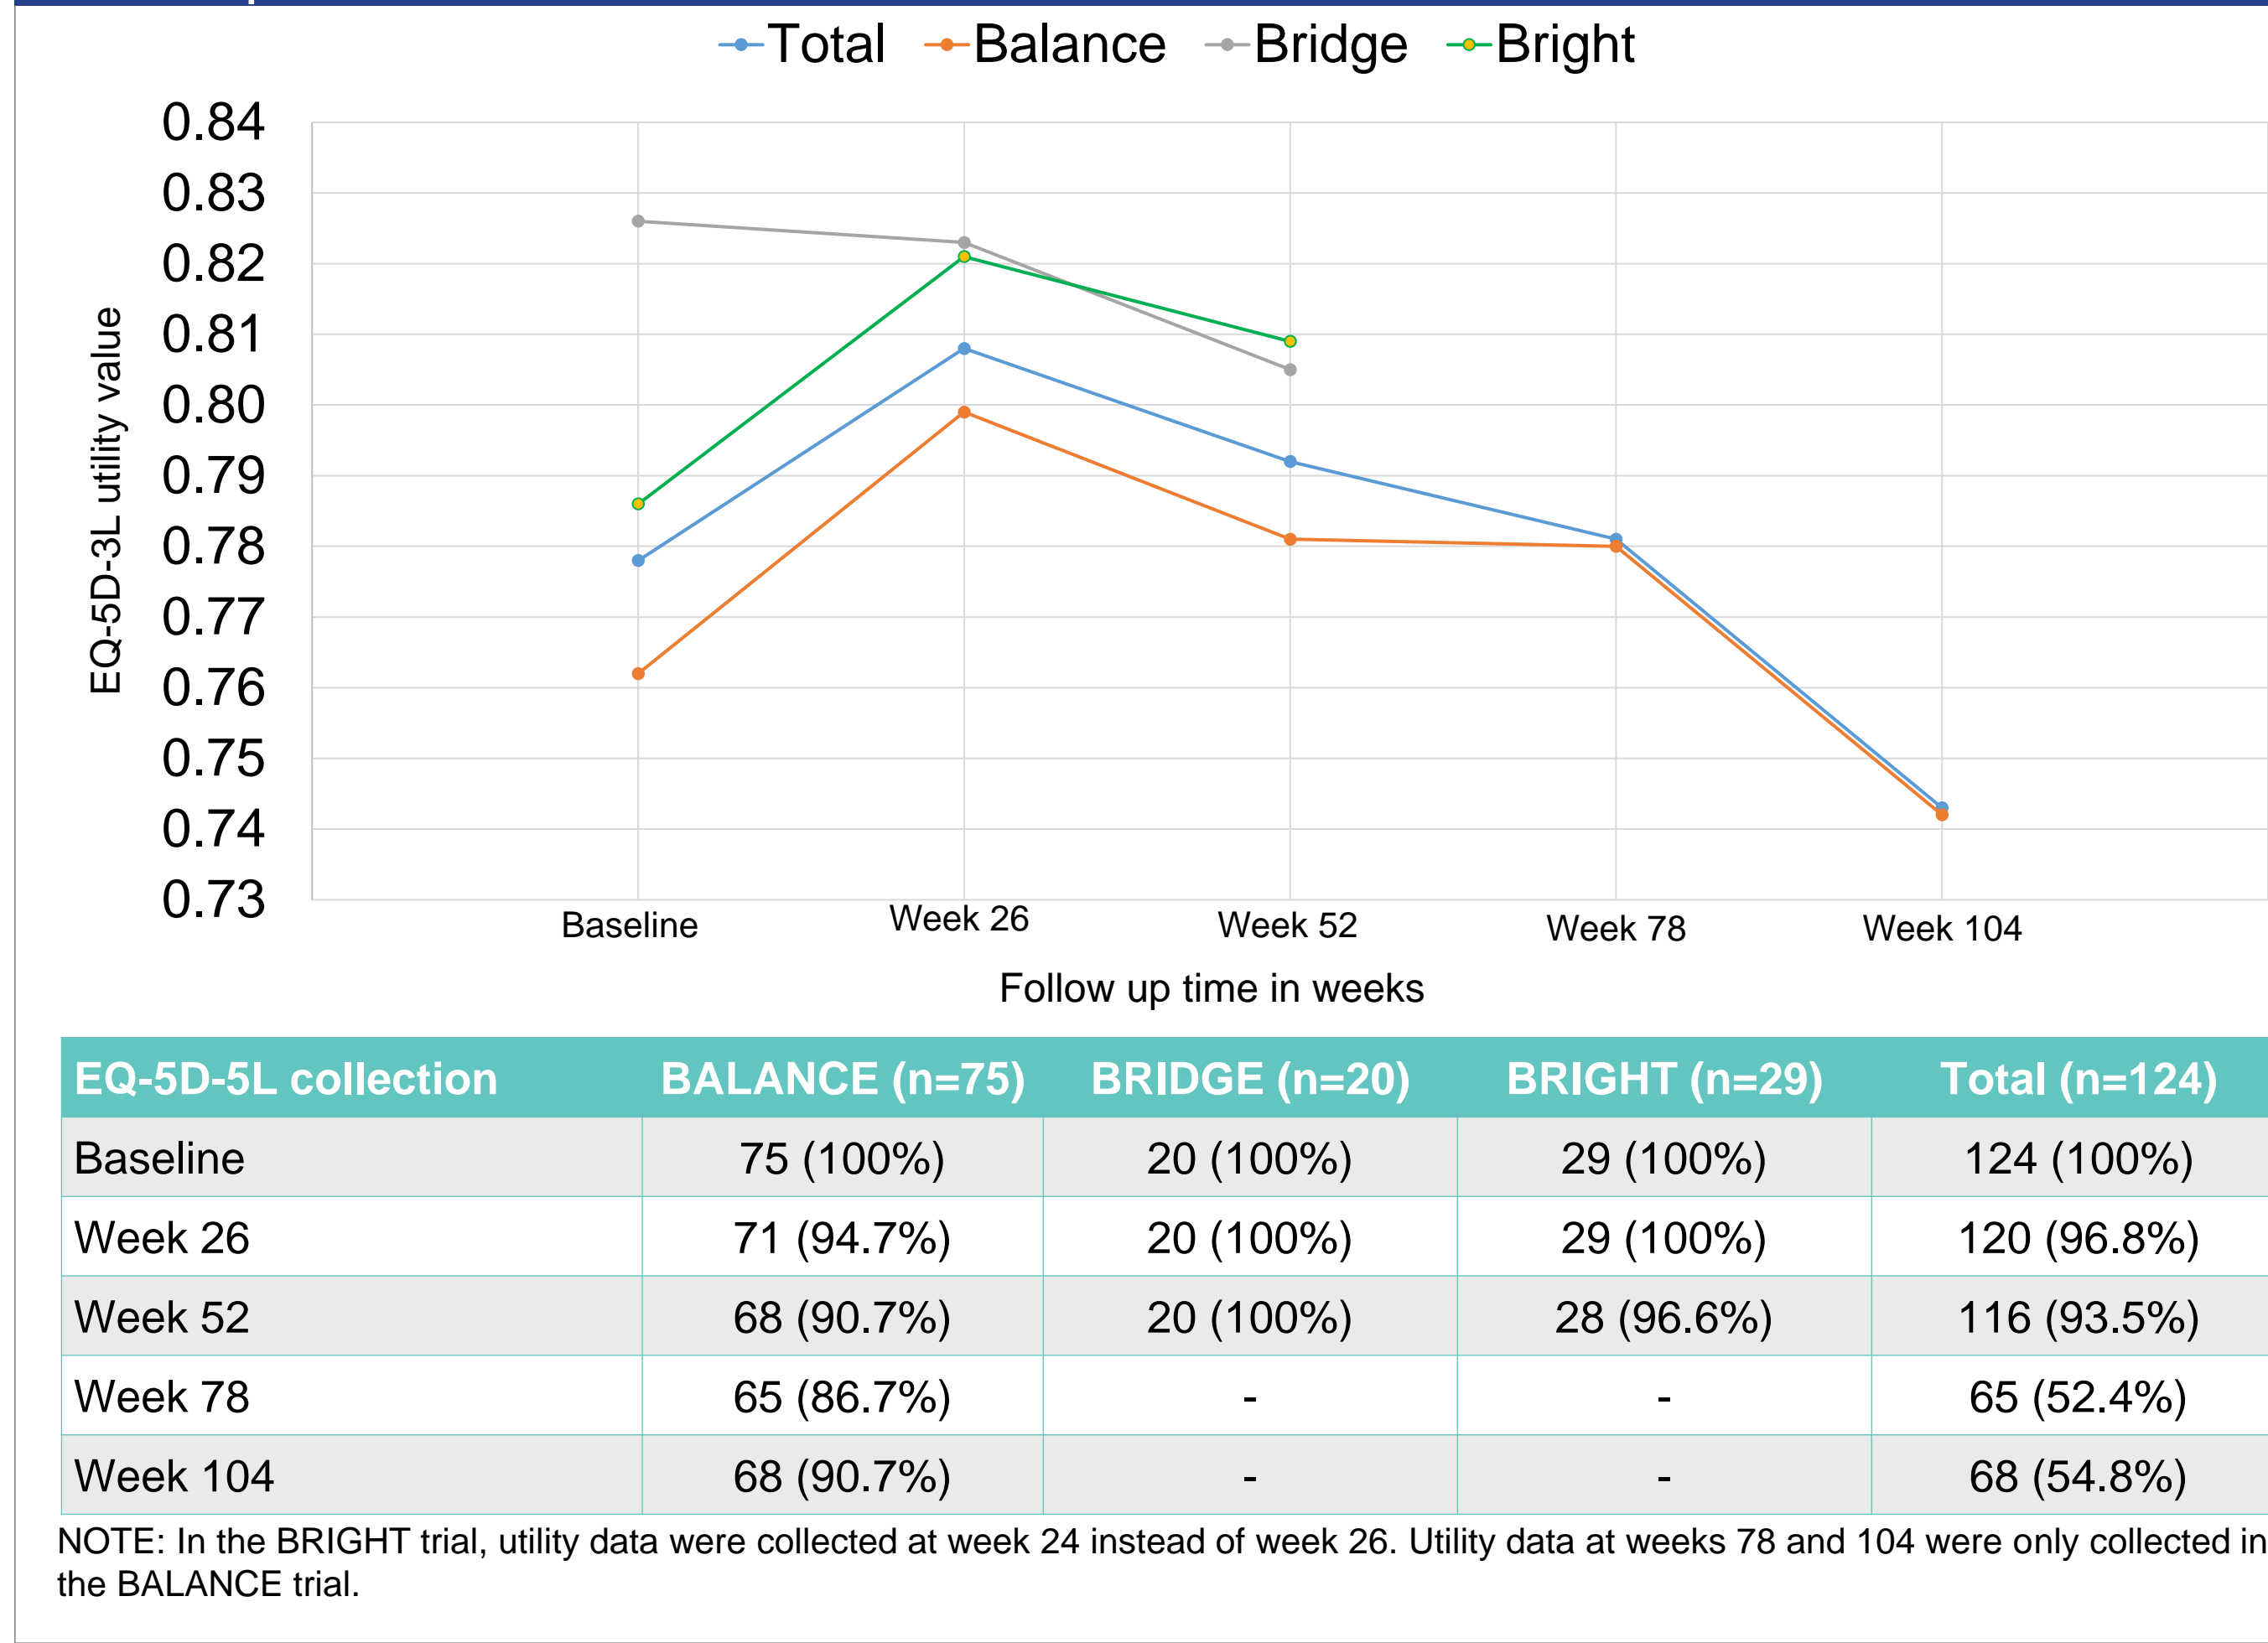 Total Balance Bridge Bright
0.84
0.83
0.82
0.81
0.80
0.79
0.78
0.77
0.76
0.75
0.74
0.73
EQ-5D-3L utility value
Baseline Week 26 Week 52 Week 78 Week 104
Follow up time in weeks
EQ-5D-5L collection BALANCE (n=75) BRIDGE (n=20) BRIGHT (n=29) Total (n=124)
Baseline 75 (100%) 20 (100%) 29 (100%) 124 (100%)
Week 26 71 (94.7%) 20 (100%) 29 (100%) 120 (96.8%)
Week 52 68 (90.7%) 20 (100%) 28 (96.6%) 116 (93.5%)
Week 78 65 (86.7%) - - 65 (52.4%)
Week 104 68 (90.7%) - - 68 (54.8%)
NOTE: In the BRIGHT trial, utility data were collected at week 24 instead of week 26. Utility data at weeks 78 and 104 were only collected in
the BALANCE trial.